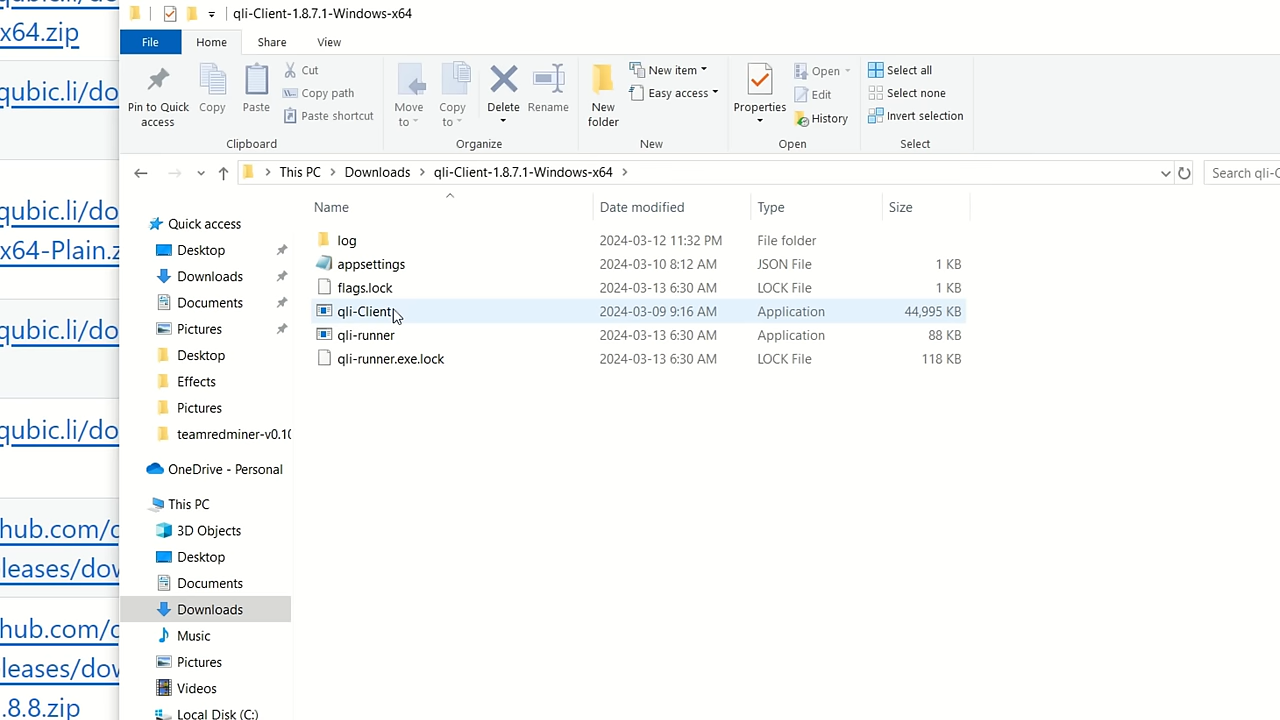 qubic.li/do
x64.zip
qubic.li/do
qubic.li/do
x64-Plain.z
qubic.li/do
qubic.li/do
hub.com/c
leases/dov
hub.com/c
leases/dov
.8.8.zip
qli-Client-1.8.7.1-Windows-x64
File
Home
Share
View
Pin to Quick
access
Copy
Paste
Cut
Copy path
Paste shortcut
Clipboard
Move
to
Copy
to
Delete
Rename
Organize
New
folder
New item
Easy access
New
Properties
Open
Edit
History
Open
Select all
Select none
Invert selection
Select
This PC
Downloads
qli-Client-1.8.7.1-Windows-x64
Search qli-C
Quick access
Desktop
Downloads
Documents
Pictures
Desktop
Effects
Pictures
teamredminer-v0.10
OneDrive - Personal
This PC
3D Objects
Desktop
Documents
Downloads
Music
Pictures
Videos
Local Disk (C:)
Name Date modified Type Size
log 2024-03-12 11:32 PM File folder
appsettings 2024-03-10 8:12 AM JSON File 1 KB
flags.lock 2024-03-13 6:30 AM LOCK File 1 KB
qli-Client 2024-03-09 9:16 AM Application 44,995 KB
qli-runner 2024-03-13 6:30 AM Application 88 KB
qli-runner.exe.lock 2024-03-13 6:30 AM LOCK File 118 KB